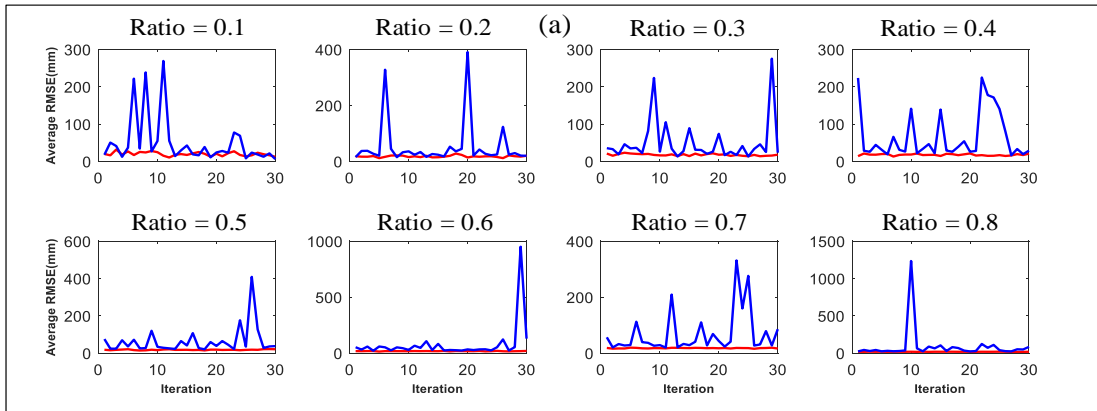 (a)
Ratio = 0.1 Ratio = 0.2 Ratio = 0.3 Ratio = 0.4
Average RMSE(mm)
300 400 300 300
200 200 200
200
100 100 100
0 0 0 0
0 10 20 30 0 10 20 30 0 10 20 30 0 10 20 30
Ratio = 0.5 Ratio = 0.6 Ratio = 0.7 Ratio = 0.8
Average RMSE(mm)
600 1000 400 1500
400 1000
500 200
200 500
0 0 0 0
0 10 20 30 0 10 20 30 0 10 20 30 0 10 20 30
Iteration Iteration Iteration Iteration